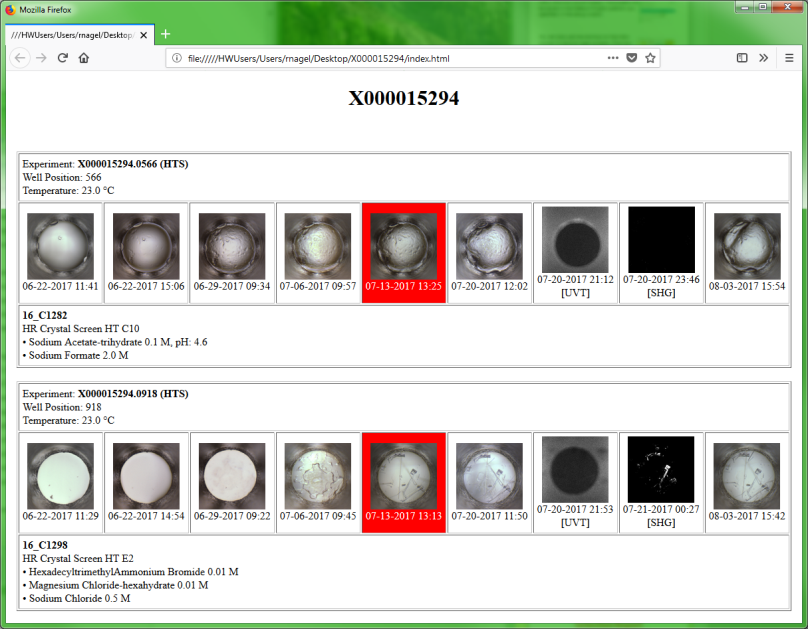 Mozilla Firefox
///HWUsers/Users/rnagel/Desktop/
file://///HWUsers/Users/rnagel/Desktop/X000015294/index.html
X000015294
Experiment: X000015294.0566 (HTS)
Well Position: 566
Temperature: 23.0 °C
06-22-2017 11:41 06-22-2017 15:06 06-29-2017 09:34 07-06-2017 09:57 07-13-2017 13:25 07-20-2017 12:02 07-20-2017 21:12 07-20-2017 23:46 08-03-2017 15:54
[UVT] [SHG]
16_C1282
HR Crystal Screen HT C10
• Sodium Acetate-trihydrate 0.1 M, pH: 4.6
• Sodium Formate 2.0 M
Experiment: X000015294.0918 (HTS)
Well Position: 918
Temperature: 23.0 °C
06-22-2017 11:29 06-22-2017 14:54 06-29-2017 09:22 07-06-2017 09:45 07-13-2017 13:13 07-20-2017 11:50 07-20-2017 21:53 07-21-2017 00:27 08-03-2017 15:42
[UVT] [SHG]
16_C1298
HR Crystal Screen HT E2
• HexadecyltrimethylAmmonium Bromide 0.01 M
• Magnesium Chloride-hexahydrate 0.01 M
• Sodium Chloride 0.5 M